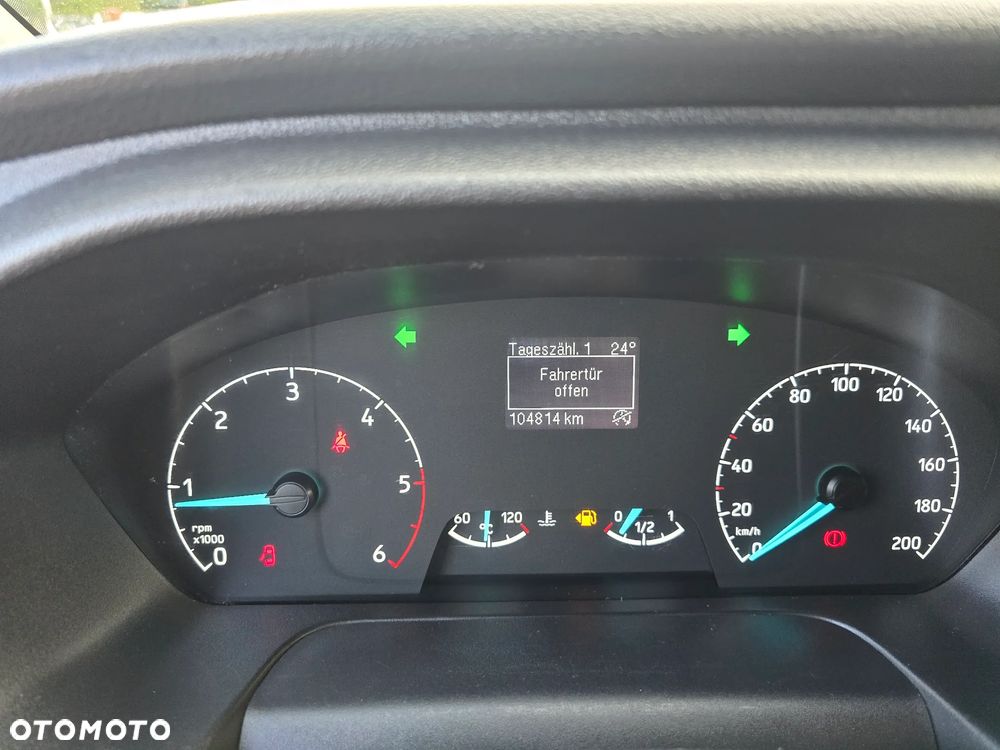 Tageszähl. 1 24°
Fahrertür
offen
104814 km
0 1 2 3 4 5 6
rpm
x1000
60 °C 120
0 1/2 1
0 20 40 60 80 100 120 140 160 180 200
km/h
OTOMOTO